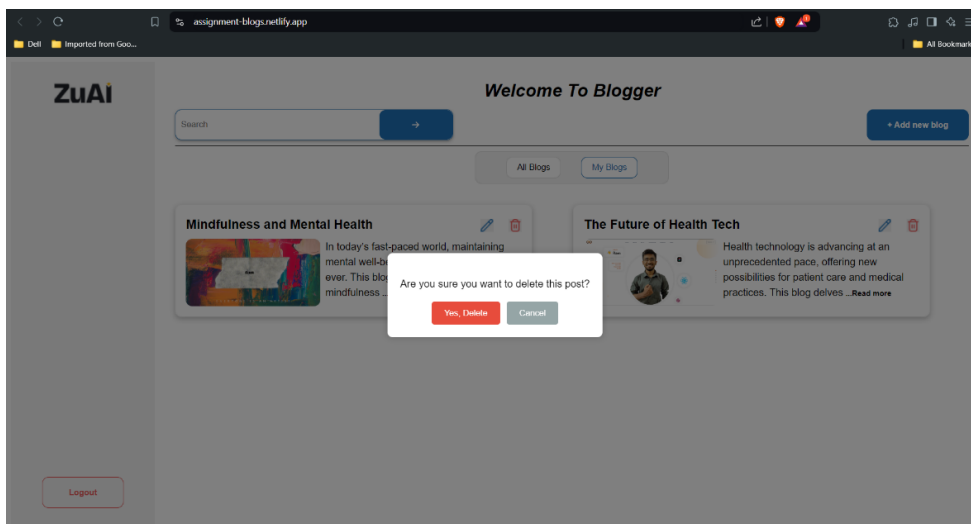 assignment-blogs.netlify.app
Dell
Imported from Goo...
All Bookmark
ZuAi
Welcome To Blogger
Search
→
+ Add new blog
All Blogs
My Blogs
Mindfulness and Mental Health
In today's fast-paced world, maintaining
mental well-b
ever. This blog
mindfulness ..
The Future of Health Tech
Health technology is advancing at an
unprecedented pace, offering new
possibilities for patient care and medical
practices. This blog delves ...Read more
Are you sure you want to delete this post?
Yes, Delete
Cancel
Logout